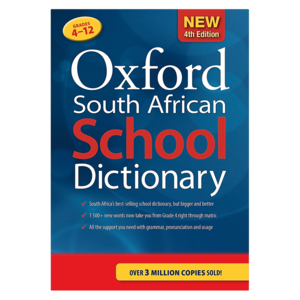 GRADES
4–12
NEW
4th Edition
Oxford
South African
School
Dictionary
✓ South Africa's best-selling school dictionary, but bigger and better
✓ 1 500+ new words now take you from Grade 4 right through matric
✓ All the support you need with grammar, pronunciation and usage
OVER 3 MILLION COPIES SOLD!